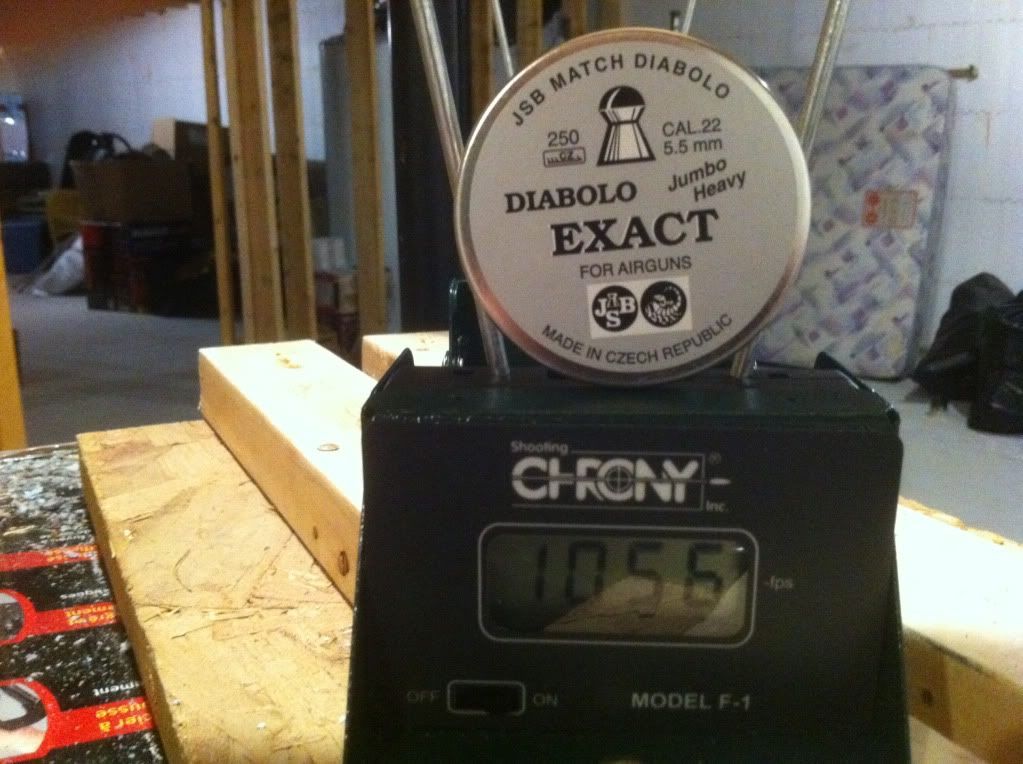 JSB MATCH DIABOLO
250
CZ
CAL.22
5.5 mm
Jumbo
Heavy
DIABOLO
EXACT
FOR AIRGUNS
JSB
MADE IN CZECH REPUBLIC
Shooting
CHRONY
®
Inc.
1056
-fps
OFF
ON
MODEL F-1